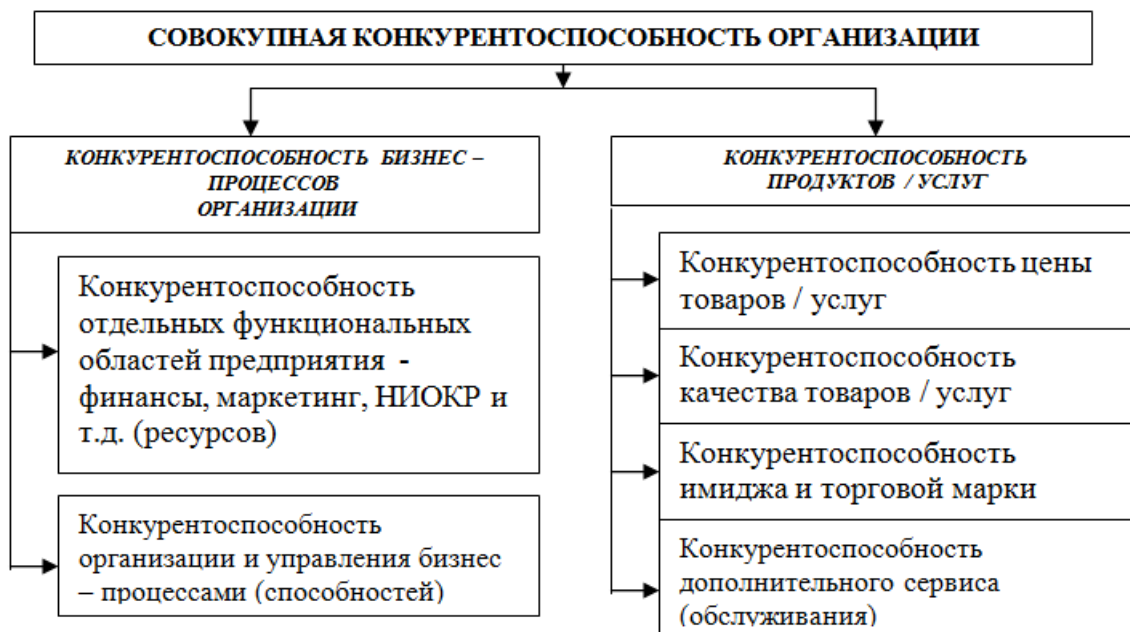 СОВОКУПНАЯ КОНКУРЕНТОСПОСОБНОСТЬ ОРГАНИЗАЦИИ
КОНКУРЕНТОСПОСОБНОСТЬ БИЗНЕС –
ПРОЦЕССОВ
ОРГАНИЗАЦИИ
Конкурентоспособность
отдельных функциональных
областей предприятия -
финансы, маркетинг, НИОКР и
т.д. (ресурсов)
Конкурентоспособность
организации и управления бизнес
– процессами (способностей)
КОНКУРЕНТОСПОСОБНОСТЬ
ПРОДУКТОВ / УСЛУГ
Конкурентоспособность цены
товаров / услуг
Конкурентоспособность
качества товаров / услуг
Конкурентоспособность
имиджа и торговой марки
Конкурентоспособность
дополнительного сервиса
(обслуживания)